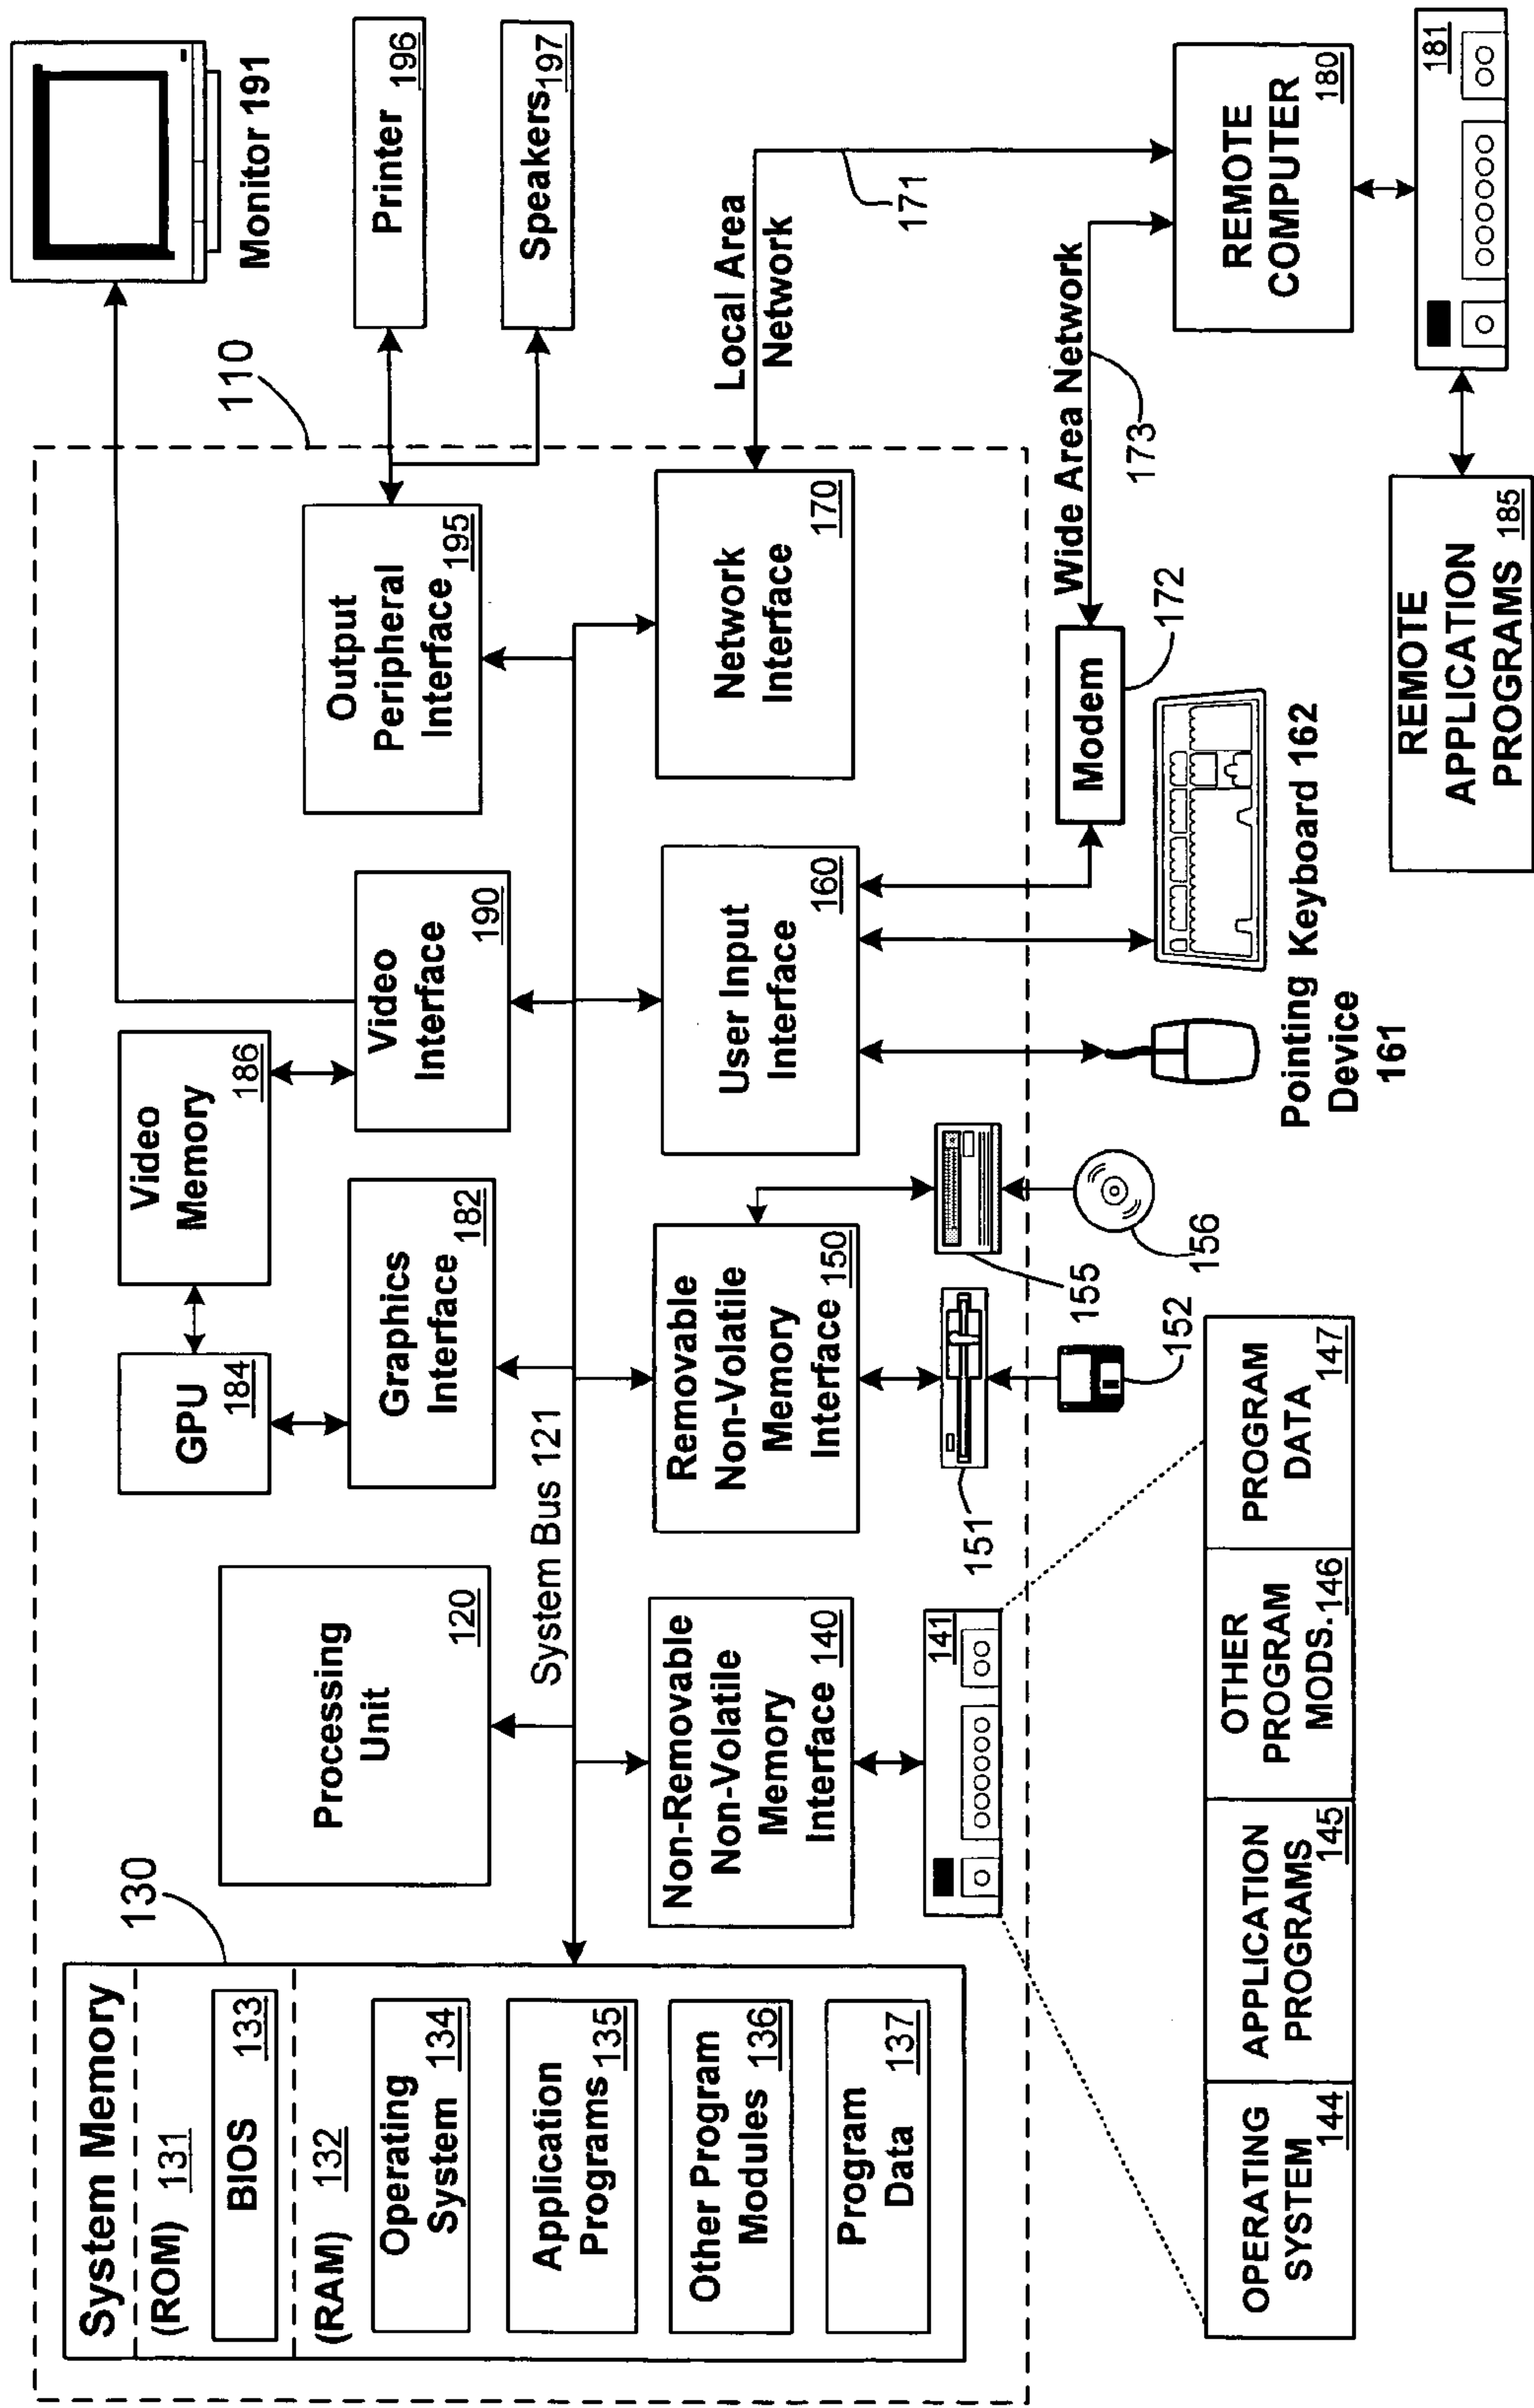 System Memory
130
(ROM) 131
BIOS 133
(RAM) 132
Operating
System 134
Application
Programs 135
Other Program
Modules 136
Program
Data 137
Processing
Unit
120
GPU
184
Video
Memory
186
Graphics
Interface
182
Video
Interface
190
Output
Peripheral
Interface 195
110
Monitor 191
Printer
196
Speakers 197
System Bus 121
Non-Removable
Non-Volatile
Memory
Interface 140
Removable
Non-Volatile
Memory
Interface 150
User Input
Interface
160
Network
Interface
170
Local Area
Network
171
141
151
152
155
156
Wide Area Network
173
Modem
172
REMOTE
COMPUTER
180
181
Pointing
Device
161
Keyboard 162
REMOTE
APPLICATION
PROGRAMS 185
OPERATING
SYSTEM 144
APPLICATION
PROGRAMS 145
OTHER
PROGRAM
MODS. 146
PROGRAM
DATA 147